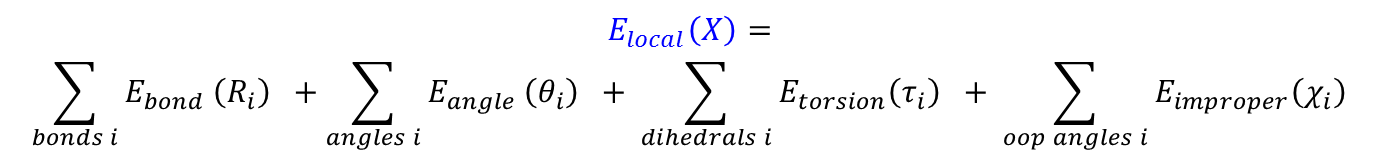 E_local(X) =
∑_{bonds i} E_bond (R_i) + ∑_{angles i} E_angle (θ_i) + ∑_{dihedrals i} E_torsion(τ_i) + ∑_{oop angles i} E_improper(χ_i)